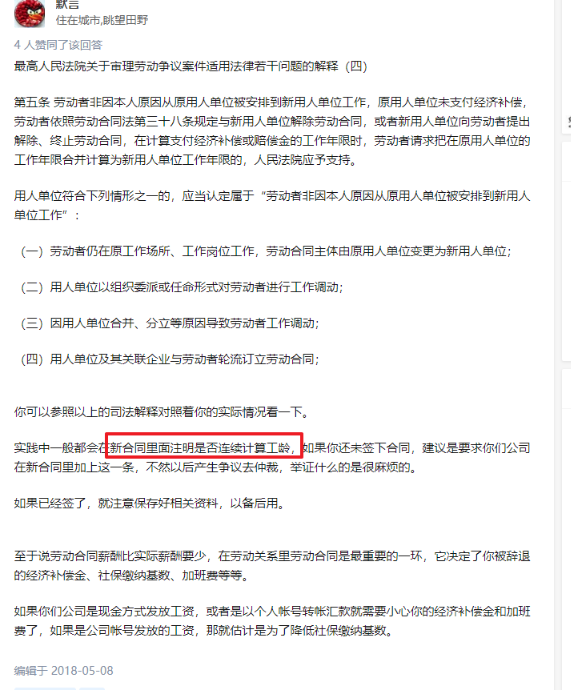 默言
住在城市,眺望田野
4 人赞同了该回答
最高人民法院关于审理劳动争议案件适用法律若干问题的解释（四）
第五条 劳动者非因本人原因从原用人单位被安排到新用人单位工作，原用人单位未支付经济补偿，
劳动者依照劳动合同法第三十八条规定与新用人单位解除劳动合同，或者新用人单位向劳动者提出
解除、终止劳动合同，在计算支付经济补偿或赔偿金的工作年限时，劳动者请求把在原用人单位的
工作年限合并计算为新用人单位工作年限的，人民法院应予支持。
用人单位符合下列情形之一的，应当认定属于“劳动者非因本人原因从原用人单位被安排到新用人
单位工作”：
（一）劳动者仍在原工作场所、工作岗位工作，劳动合同主体由原用人单位变更为新用人单位；
（二）用人单位以组织委派或任命形式对劳动者进行工作调动；
（三）因用人单位合并、分立等原因导致劳动者工作调动；
（四）用人单位及其关联企业与劳动者轮流订立劳动合同；
你可以参照以上的司法解释对照着你的实际情况看一下。
实践中一般都会在新合同里面注明是否连续计算工龄，如果你还未签下合同，建议是要求你们公司
在新合同里加上这一条，不然以后产生争议去仲裁，举证什么的是很麻烦的。
如果已经签了，就注意保存好相关资料，以备后用。
至于说劳动合同薪酬比实际薪酬要少，在劳动关系里劳动合同是最重要的一环，它决定了你被辞退
的经济补偿金、社保缴纳基数、加班费等等。
如果你们公司是现金方式发放工资，或者是以个人帐号转帐汇款就需要小心你的经济补偿金和加班
费了，如果是公司帐号发放的工资，那就估计是为了降低社保缴纳基数。
编辑于 2018-05-08